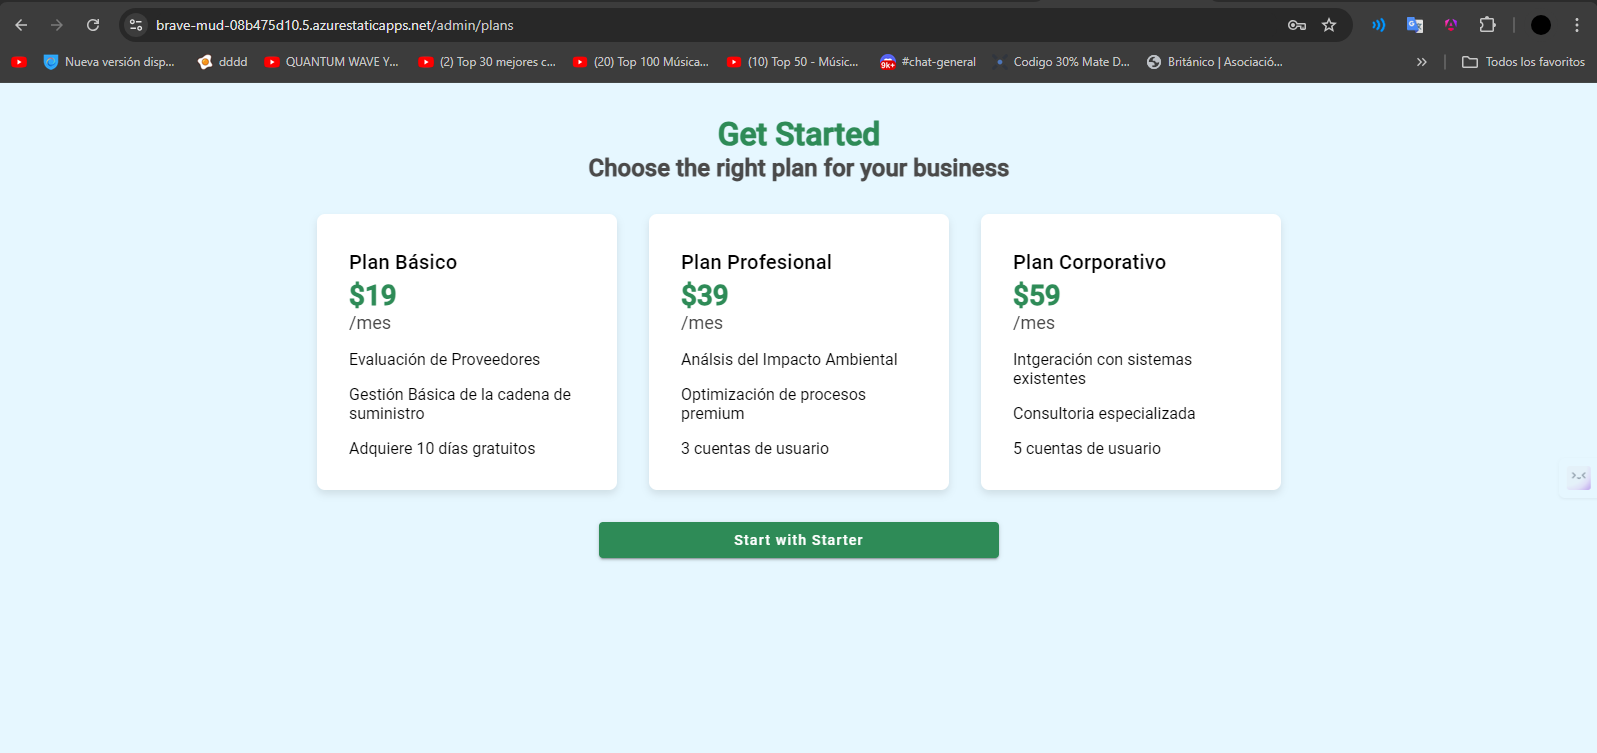 brave-mud-08b475d10.5.azurestaticapps.net/admin/plans
Nueva versión disp...
dddd
QUANTUM WAVE Y...
(2) Top 30 mejores c...
(20) Top 100 Música...
(10) Top 50 - Músic...
9k+
#chat-general
Codigo 30% Mate D...
Británico | Asociació...
Todos los favoritos
Get Started
Choose the right plan for your business
Plan Básico
$19
/mes
Evaluación de Proveedores
Gestión Básica de la cadena de
suministro
Adquiere 10 días gratuitos
Plan Profesional
$39
/mes
Análsis del Impacto Ambiental
Optimización de procesos
premium
3 cuentas de usuario
Plan Corporativo
$59
/mes
Intgeración con sistemas
existentes
Consultoria especializada
5 cuentas de usuario
Start with Starter